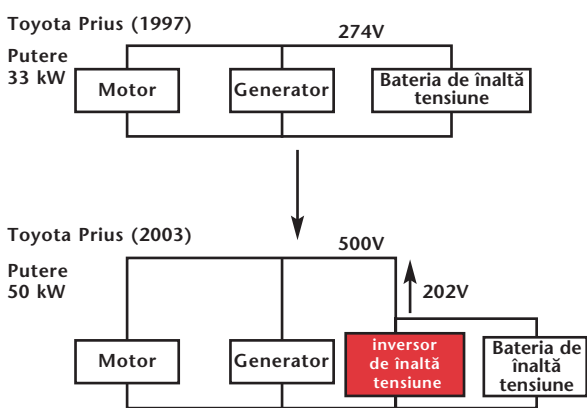 Toyota Prius (1997)
274V
Putere
33 kW
Motor
Generator
Bateria de înaltă
tensiune
Toyota Prius (2003)
500V
Putere
50 kW
202V
Motor
Generator
inversor
de înaltă
tensiune
Bateria de
înaltă
tensiune